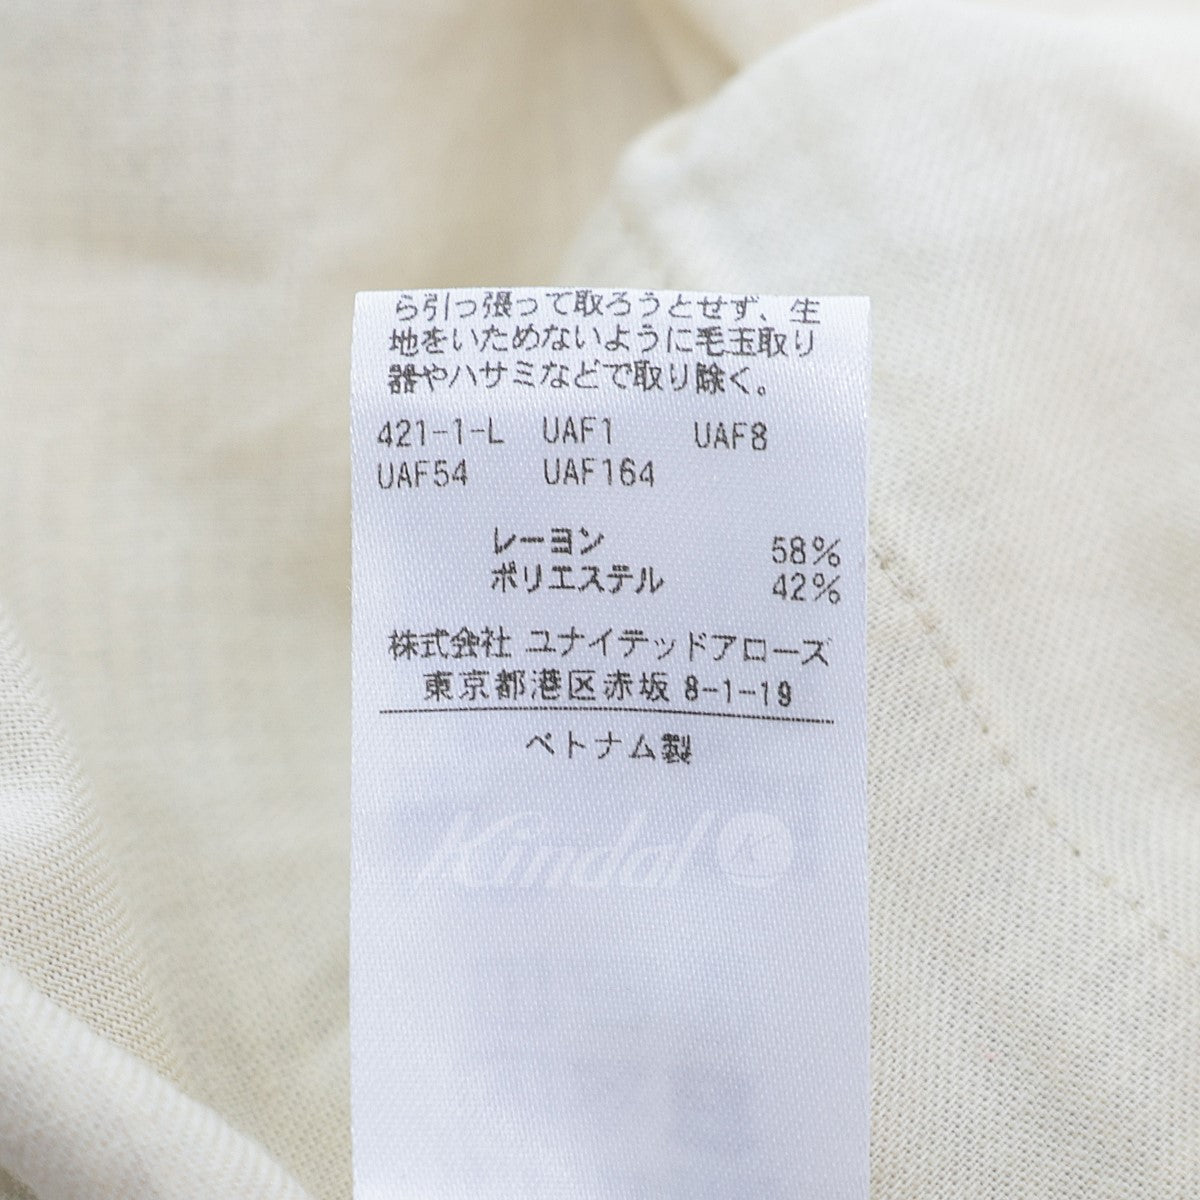 ら引っ張って取ろうとせず、生
地をいためないように毛玉取り
器やハサミなどで取り除く。
421-1-L UAF1 UAF8
UAF54 UAF164
レーヨン 58%
ポリエステル 42%
株式会社 ユナイテッドアローズ
東京都港区赤坂 8-1-19
ベトナム製
Kindal K